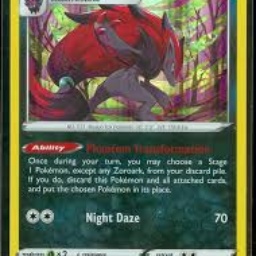 Ability Phantom Transformation
Once during your turn, you may choose a Stage
1 Pokémon, except any Zoroark, from your discard pile.
If you do, discard this Pokémon and all attached cards,
and put the chosen Pokémon in its place.
Night Daze 70
×2